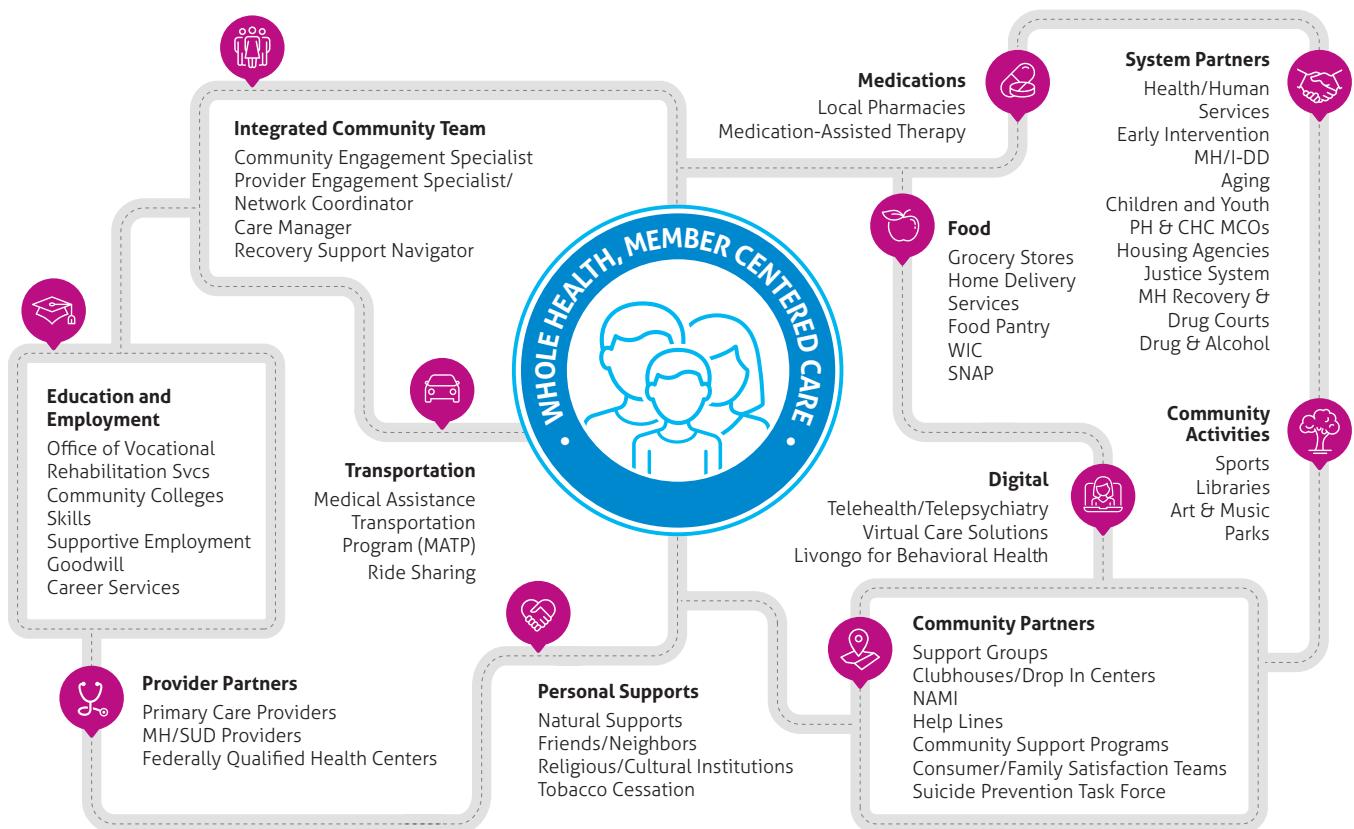 Integrated Community Team
Community Engagement Specialist
Provider Engagement Specialist/
Network Coordinator
Care Manager
Recovery Support Navigator
Medications
Local Pharmacies
Medication-Assisted Therapy
System Partners
Health/Human
Services
Early Intervention
MH/I-DD
Aging
Children and Youth
PH & CHC MCOs
Housing Agencies
Justice System
MH Recovery &
Drug Courts
Drug & Alcohol
Food
Grocery Stores
Home Delivery
Services
Food Pantry
WIC
SNAP
• WHOLE HEALTH, MEMBER CENTERED CARE •
Education and
Employment
Office of Vocational
Rehabilitation Svcs
Community Colleges
Skills
Supportive Employment
Goodwill
Career Services
Transportation
Medical Assistance
Transportation
Program (MATP)
Ride Sharing
Digital
Telehealth/Telepsychiatry
Virtual Care Solutions
Livongo for Behavioral Health
Community
Activities
Sports
Libraries
Art & Music
Parks
Provider Partners
Primary Care Providers
MH/SUD Providers
Federally Qualified Health Centers
Personal Supports
Natural Supports
Friends/Neighbors
Religious/Cultural Institutions
Tobacco Cessation
Community Partners
Support Groups
Clubhouses/Drop In Centers
NAMI
Help Lines
Community Support Programs
Consumer/Family Satisfaction Teams
Suicide Prevention Task Force